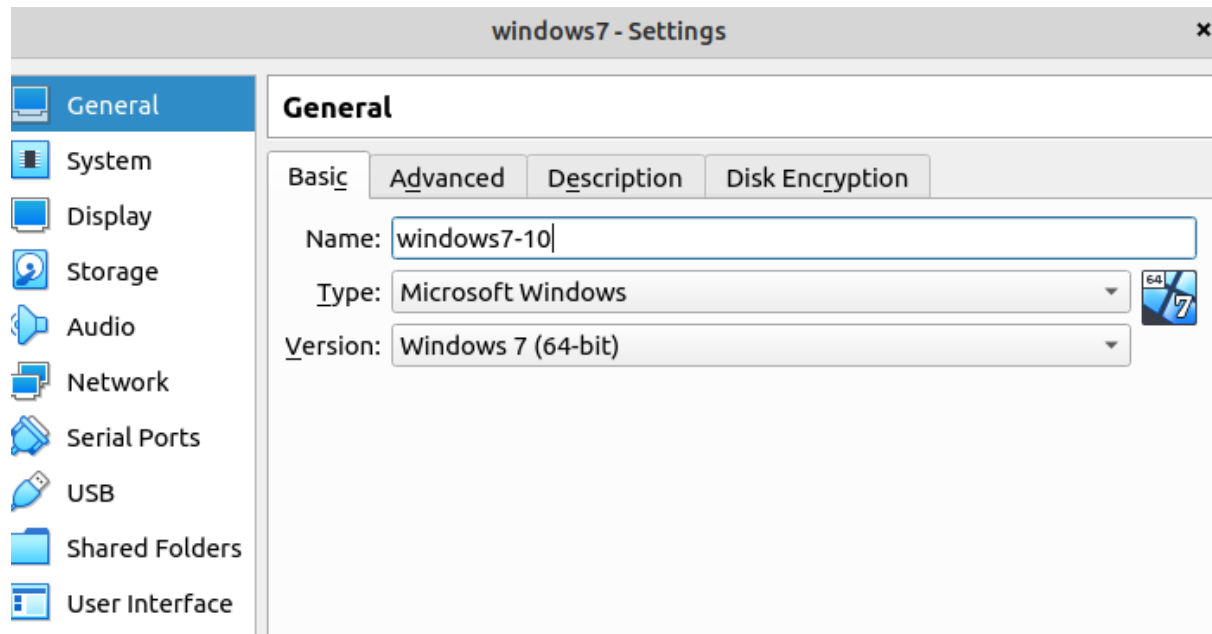 windows7 - Settings
General
System
Display
Storage
Audio
Network
Serial Ports
USB
Shared Folders
User Interface
General
Basic
Advanced
Description
Disk Encryption
Name: windows7-10
Type: Microsoft Windows
64
7
Version: Windows 7 (64-bit)